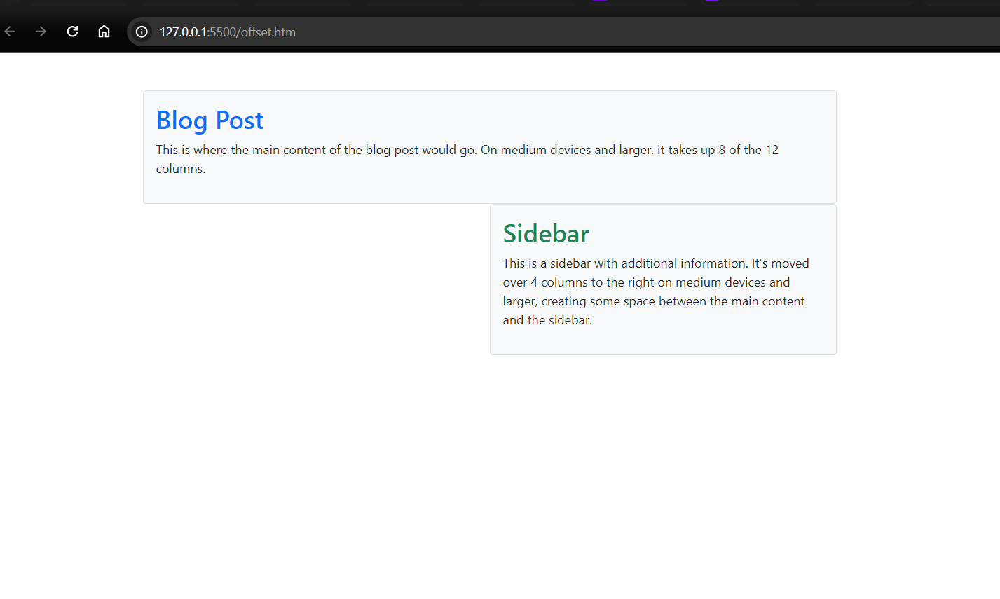 127.0.0.1:5500/offset.htm
Blog Post
This is where the main content of the blog post would go. On medium devices and larger, it takes up 8 of the 12
columns.
Sidebar
This is a sidebar with additional information. It's moved
over 4 columns to the right on medium devices and
larger, creating some space between the main content
and the sidebar.